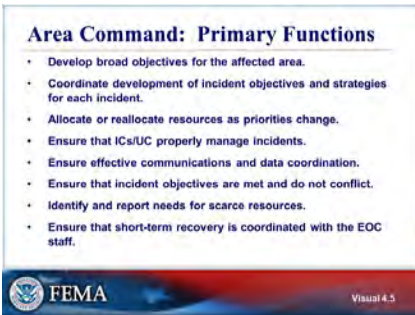 Area Command: Primary Functions
• Develop broad objectives for the affected area.
• Coordinate development of incident objectives and strategies
for each incident.
• Allocate or reallocate resources as priorities change.
• Ensure that ICs/UC properly manage incidents.
• Ensure effective communications and data coordination.
• Ensure that incident objectives are met and do not conflict.
• Identify and report needs for scarce resources.
• Ensure that short-term recovery is coordinated with the EOC
staff.
FEMA
Visual 4.5